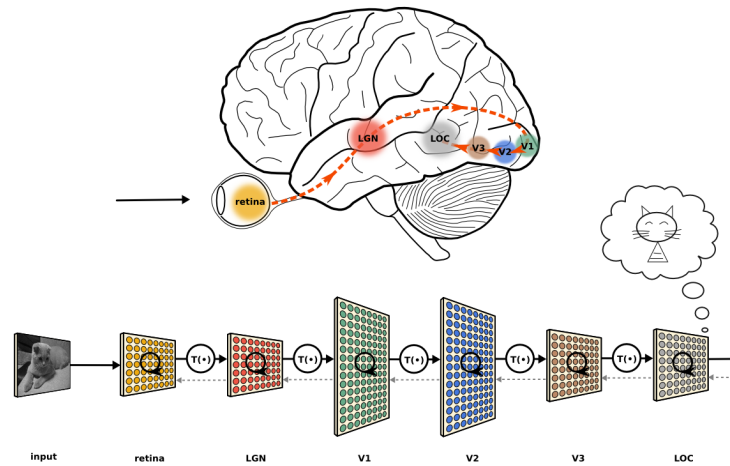 LGN
LOC
V3
V2
V1
retina
T(•)
T(•)
T(•)
T(•)
T(•)
input
retina
LGN
V1
V2
V3
LOC